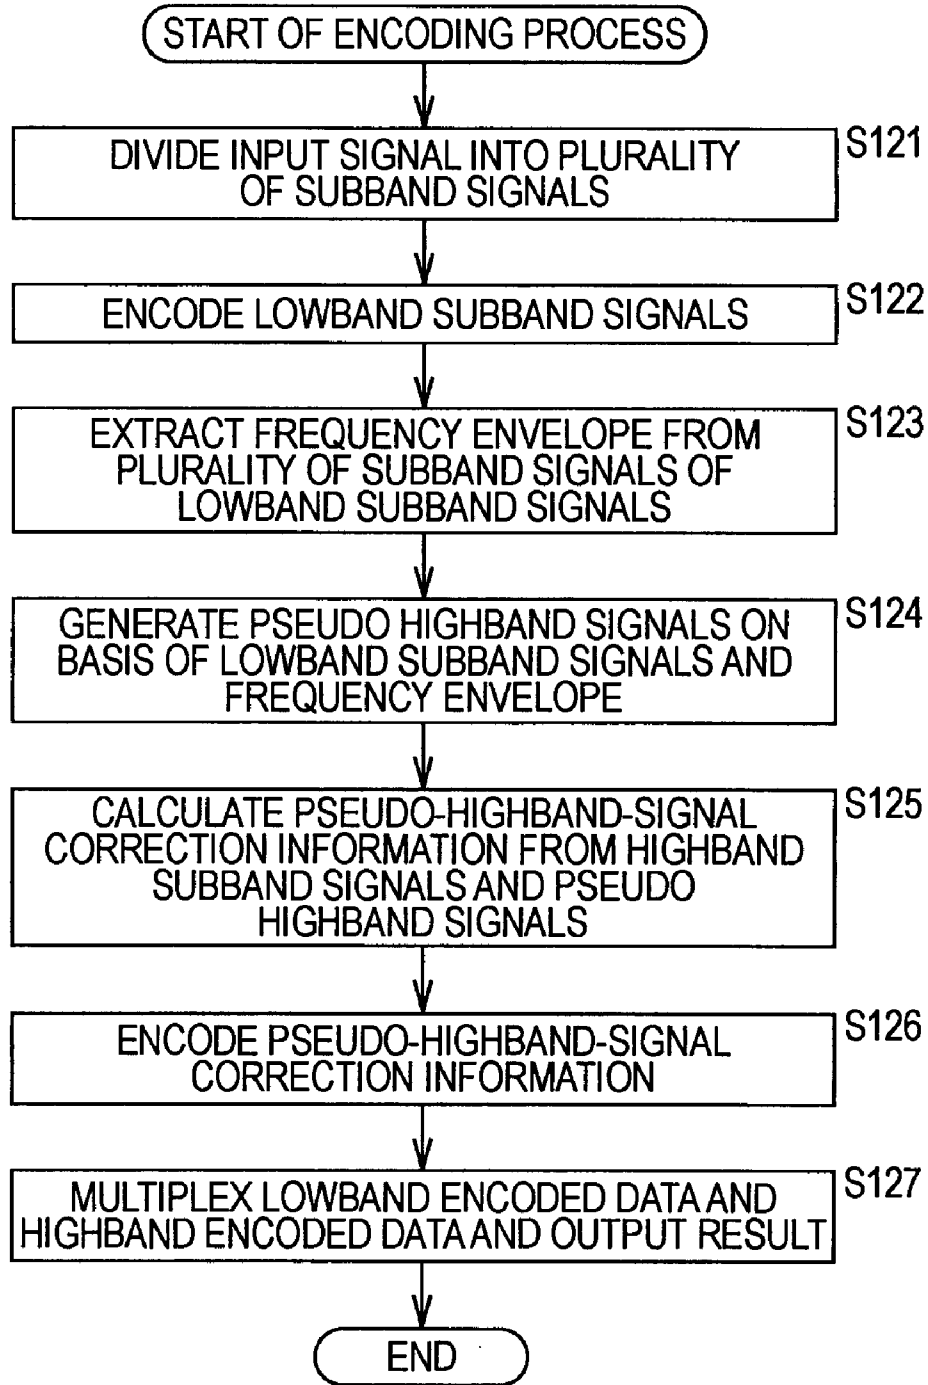 START OF ENCODING PROCESS
DIVIDE INPUT SIGNAL INTO PLURALITY
OF SUBBAND SIGNALS
S121
ENCODE LOWBAND SUBBAND SIGNALS
S122
EXTRACT FREQUENCY ENVELOPE FROM
PLURALITY OF SUBBAND SIGNALS OF
LOWBAND SUBBAND SIGNALS
S123
GENERATE PSEUDO HIGHBAND SIGNALS ON
BASIS OF LOWBAND SUBBAND SIGNALS AND
FREQUENCY ENVELOPE
S124
CALCULATE PSEUDO-HIGHBAND-SIGNAL
CORRECTION INFORMATION FROM HIGHBAND
SUBBAND SIGNALS AND PSEUDO
HIGHBAND SIGNALS
S125
ENCODE PSEUDO-HIGHBAND-SIGNAL
CORRECTION INFORMATION
S126
MULTIPLEX LOWBAND ENCODED DATA AND
HIGHBAND ENCODED DATA AND OUTPUT RESULT
S127
END